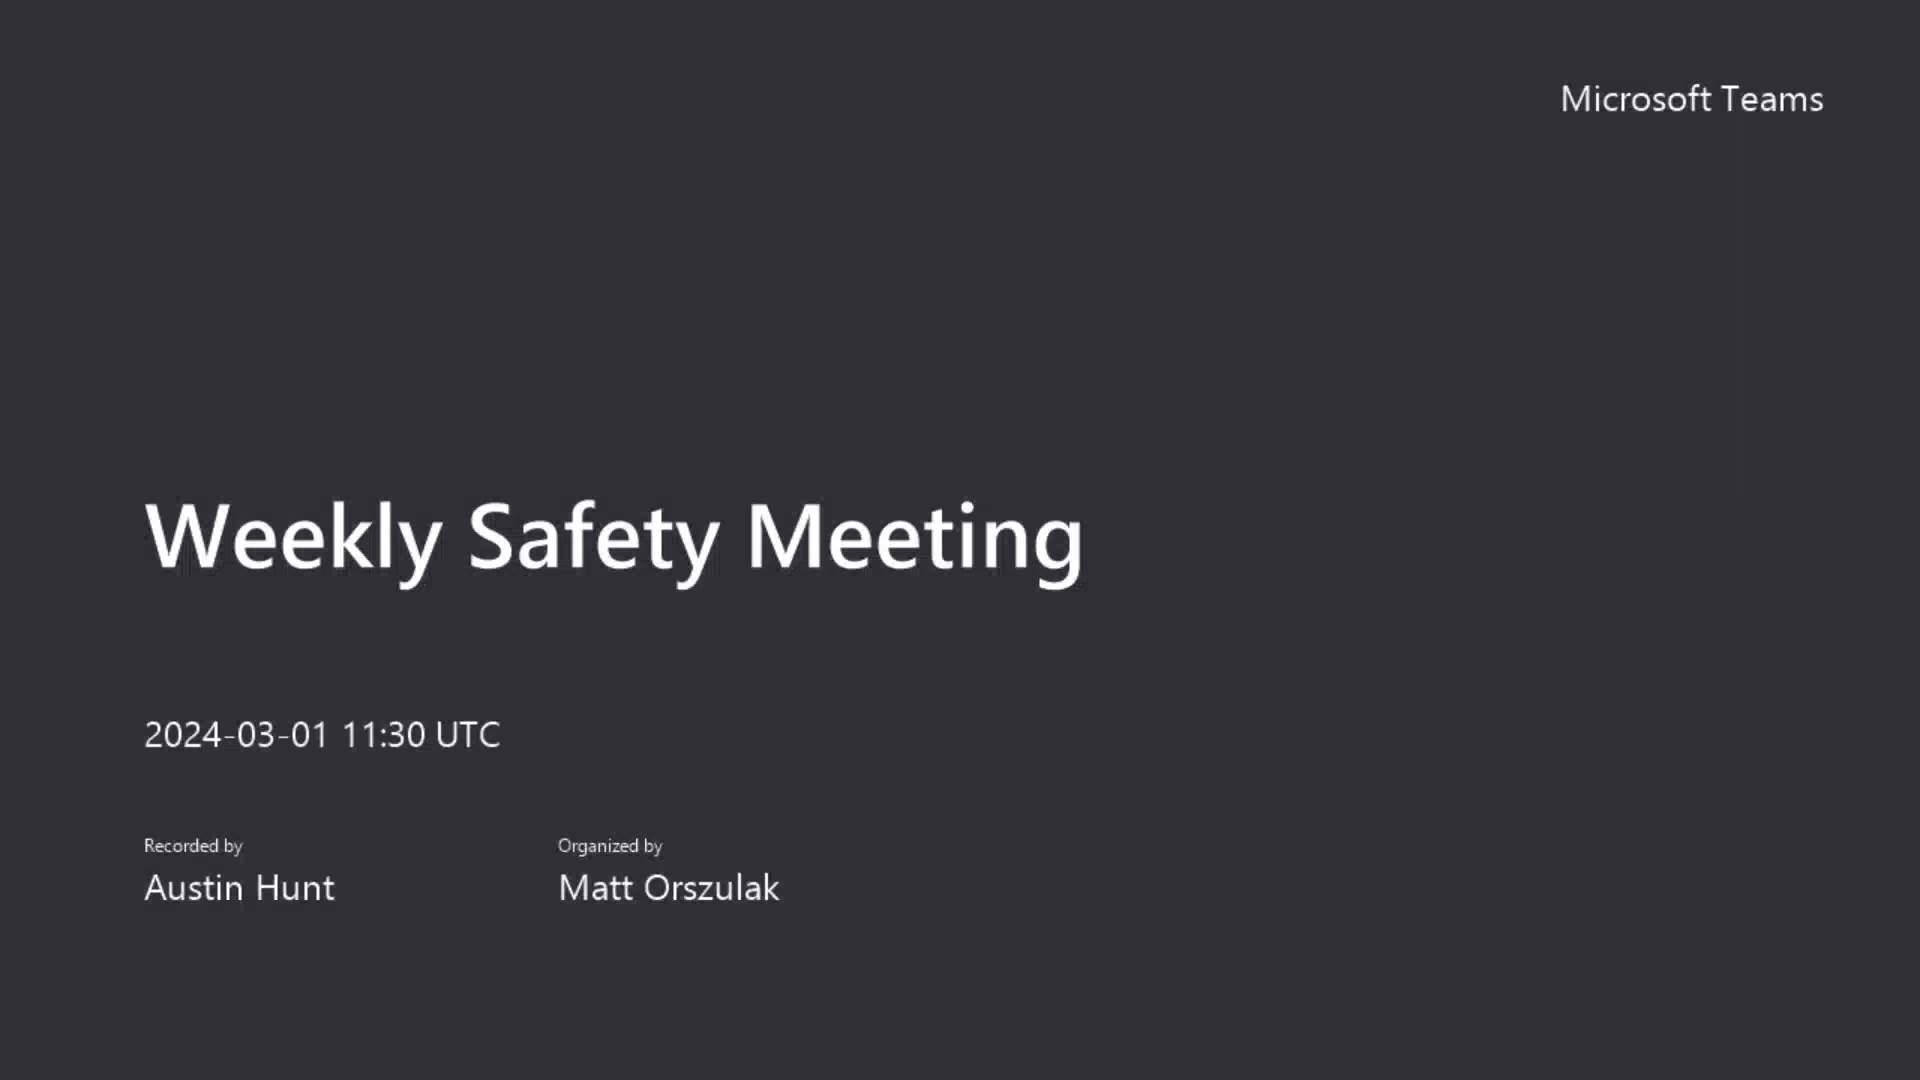 Microsoft Teams
Weekly Safety Meeting
2024-03-01 11:30 UTC
Recorded by
Austin Hunt
Organized by
Matt Orszulak